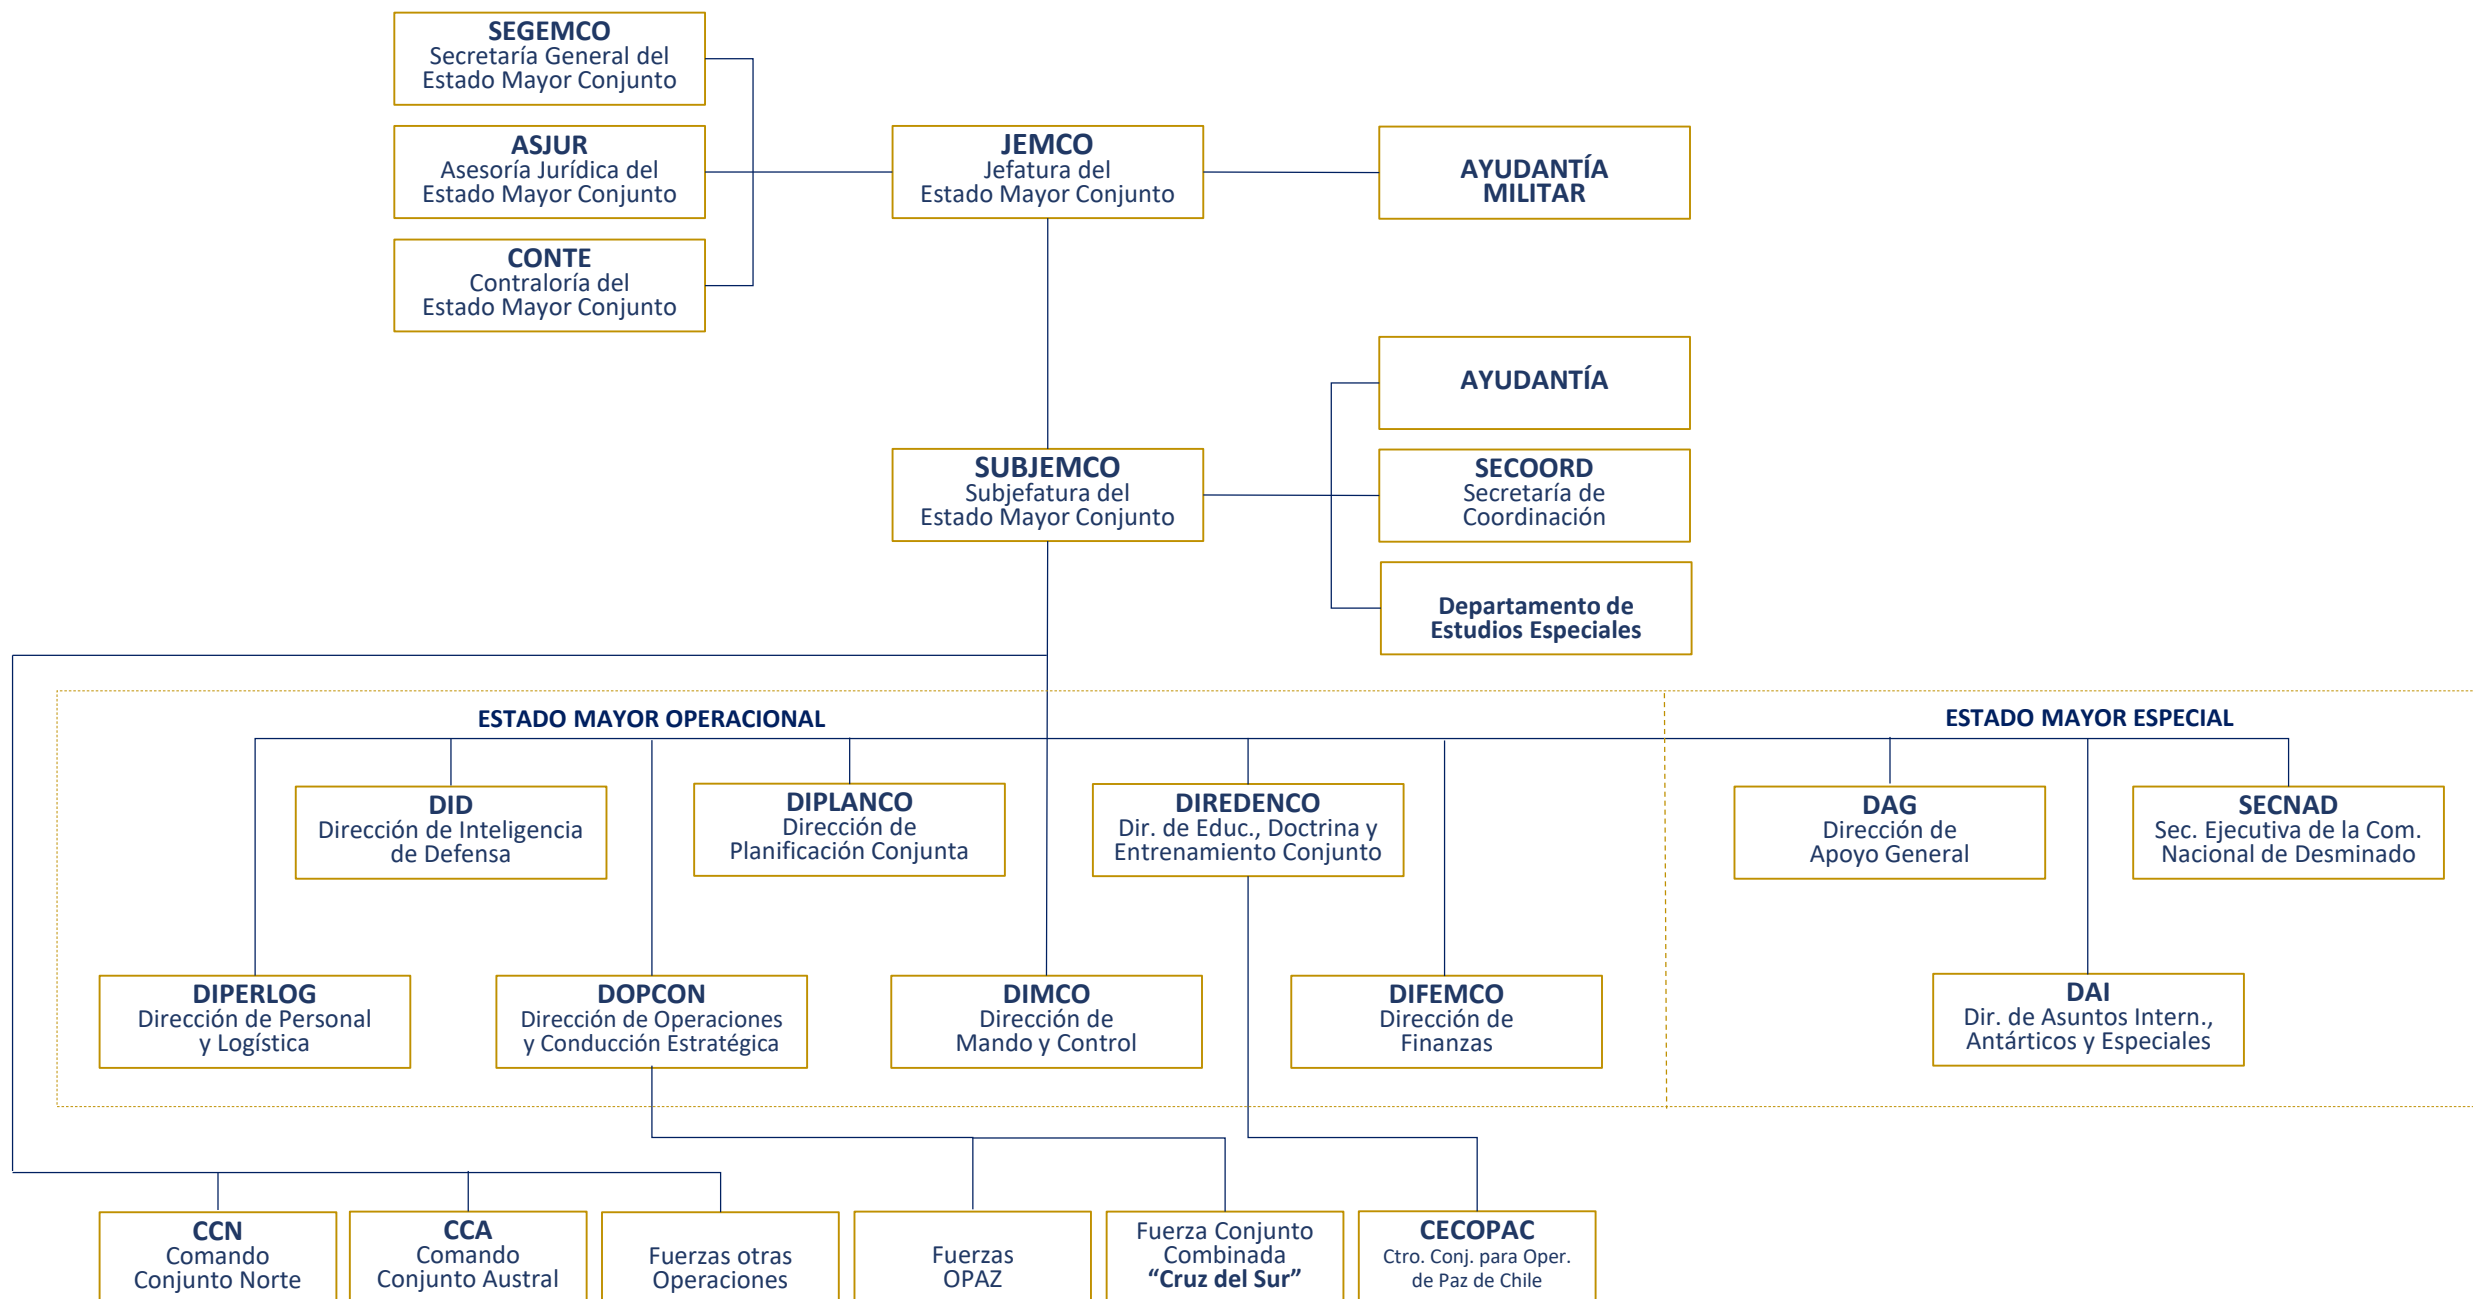 SEGEMCO
Secretaría General del
Estado Mayor Conjunto
ASJUR
Asesoría Jurídica del
Estado Mayor Conjunto
CONTE
Contraloría del
Estado Mayor Conjunto
JEMCO
Jefatura del
Estado Mayor Conjunto
AYUDANTÍA
MILITAR
AYUDANTÍA
SUBJEMCO
Subjefatura del
Estado Mayor Conjunto
SECOORD
Secretaría de
Coordinación
Departamento de
Estudios Especiales
ESTADO MAYOR OPERACIONAL
ESTADO MAYOR ESPECIAL
DID
Dirección de Inteligencia
de Defensa
DIPLANCO
Dirección de
Planificación Conjunta
DIREDENCO
Dir. de Educ., Doctrina y
Entrenamiento Conjunto
DAG
Dirección de
Apoyo General
SECNAD
Sec. Ejecutiva de la Com.
Nacional de Desminado
DIPERLOG
Dirección de Personal
y Logística
DOPCON
Dirección de Operaciones
y Conducción Estratégica
DIMCO
Dirección de
Mando y Control
DIFEMCO
Dirección de
Finanzas
DAI
Dir. de Asuntos Intern.,
Antárticos y Especiales
CCN
Comando
Conjunto Norte
CCA
Comando
Conjunto Austral
Fuerzas otras
Operaciones
Fuerzas
OPAZ
Fuerza Conjunto
Combinada
“Cruz del Sur”
CECOPAC
Ctro. Conj. para Oper.
de Paz de Chile